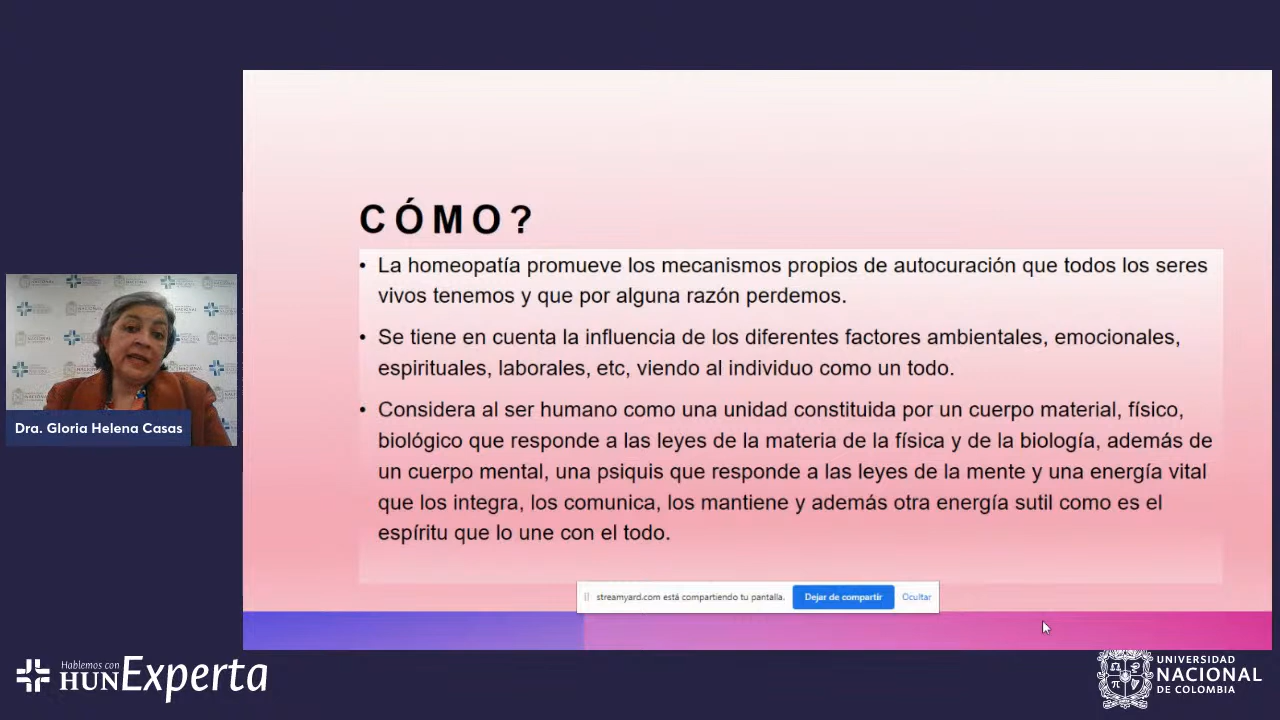 CÓMO?
• La homeopatía promueve los mecanismos propios de autocuración que todos los seres
vivos tenemos y que por alguna razón perdemos.
• Se tiene en cuenta la influencia de los diferentes factores ambientales, emocionales,
espirituales, laborales, etc, viendo al individuo como un todo.
• Considera al ser humano como una unidad constituida por un cuerpo material, físico,
biológico que responde a las leyes de la materia de la física y de la biología, además de
un cuerpo mental, una psiquis que responde a las leyes de la mente y una energía vital
que los integra, los comunica, los mantiene y además otra energía sutil como es el
espíritu que lo une con el todo.
Dra. Gloria Helena Casas
streamyard.com está compartiendo tu pantalla.
Dejar de compartir
Ocultar
Hablemos con
HUNExperta
UNIVERSIDAD
NACIONAL
DE COLOMBIA